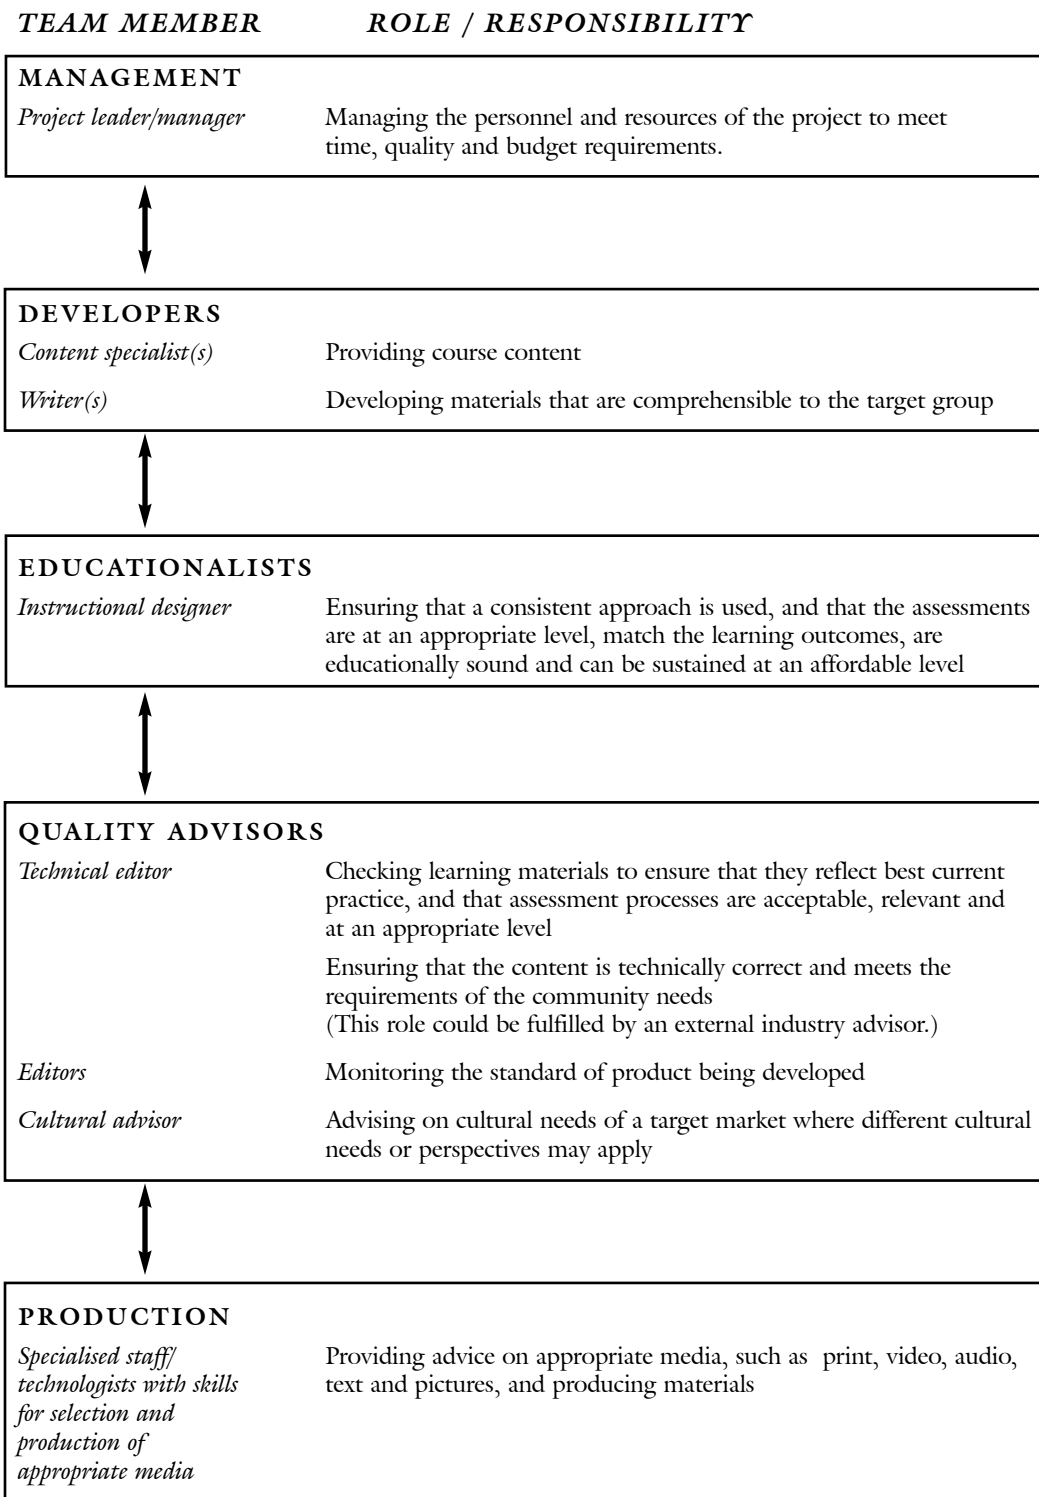 TEAM MEMBER ROLE / RESPONSIBILITY
MANAGEMENT
Project leader/manager Managing the personnel and resources of the project to meet
time, quality and budget requirements.
DEVELOPERS
Content specialist(s) Providing course content
Writer(s) Developing materials that are comprehensible to the target group
EDUCATIONALISTS
Instructional designer Ensuring that a consistent approach is used, and that the assessments
are at an appropriate level, match the learning outcomes, are
educationally sound and can be sustained at an affordable level
QUALITY ADVISORS
Technical editor Checking learning materials to ensure that they reflect best current
practice, and that assessment processes are acceptable, relevant and
at an appropriate level
Ensuring that the content is technically correct and meets the
requirements of the community needs
(This role could be fulfilled by an external industry advisor.)
Editors Monitoring the standard of product being developed
Cultural advisor Advising on cultural needs of a target market where different cultural
needs or perspectives may apply
PRODUCTION
Specialised staff/ Providing advice on appropriate media, such as print, video, audio,
technologists with skills text and pictures, and producing materials
for selection and
production of
appropriate media